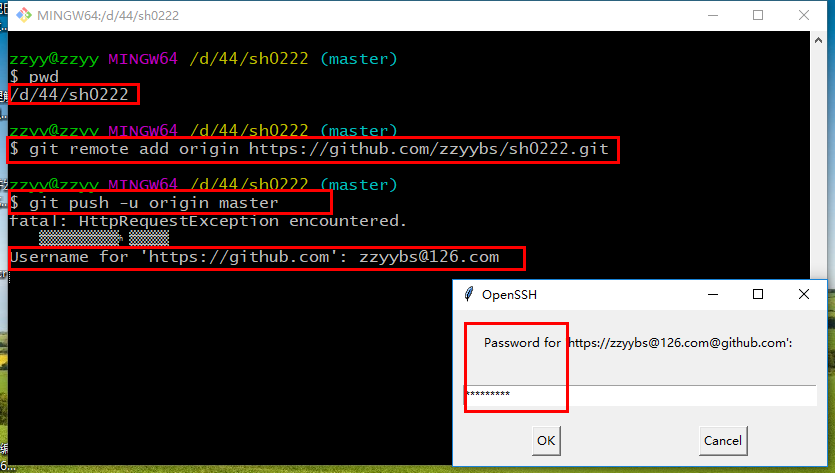 MINGW64:/d/44/sh0222
zzyy@zzyy MINGW64 /d/44/sh0222 (master)
$ pwd
/d/44/sh0222
zzyy@zzyy MINGW64 /d/44/sh0222 (master)
$ git remote add origin https://github.com/zzyybs/sh0222.git
zzyy@zzyy MINGW64 /d/44/sh0222 (master)
$ git push -u origin master
fatal: HttpRequestException encountered.
Username for 'https://github.com': zzyybs@126.com
OpenSSH
Password for 'https://zzyybs@126.com@github.com':
*********
OK
Cancel